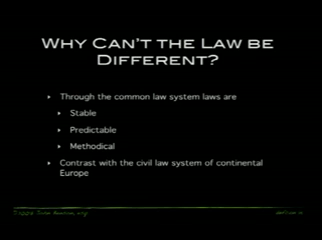 WHY CAN'T THE LAW BE
DIFFERENT?
Through the common law system laws are
Stable
Predictable
Methodical
Contrast with the civil law system of continental
Europe